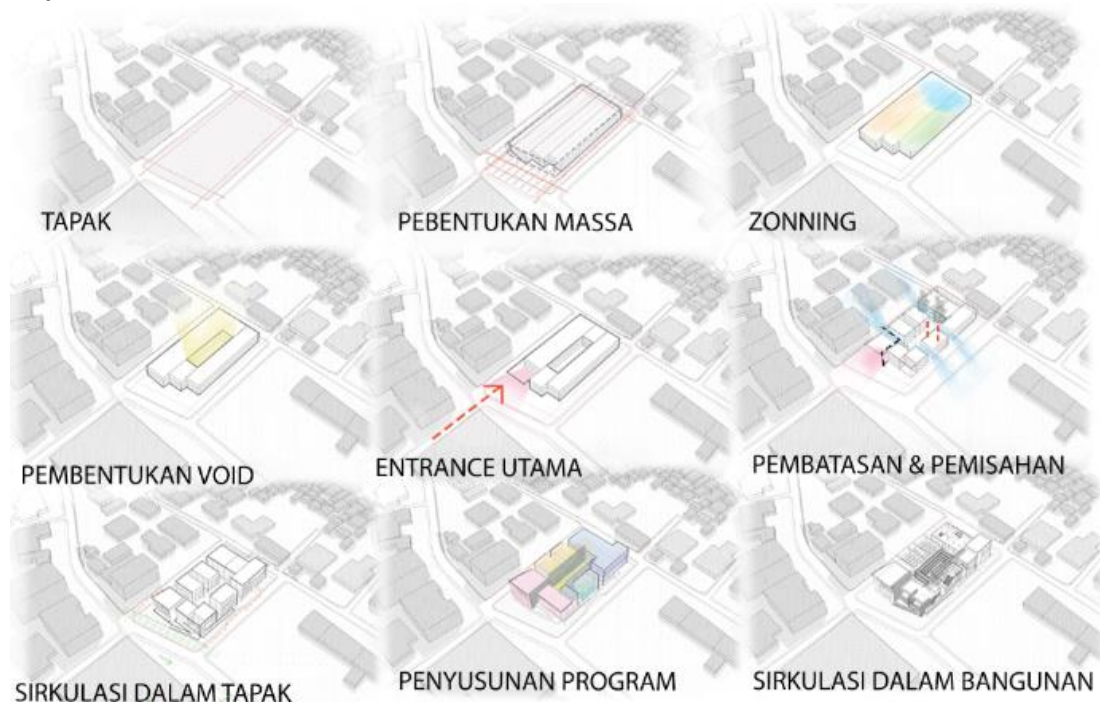 TAPAK
PEBENTUKAN MASSA
ZONNING
PEMBENTUKAN VOID
ENTRANCE UTAMA
PEMBATASAN & PEMISAHAN
SIRKULASI DALAM TAPAK
PENYUSUNAN PROGRAM
SIRKULASI DALAM BANGUNAN